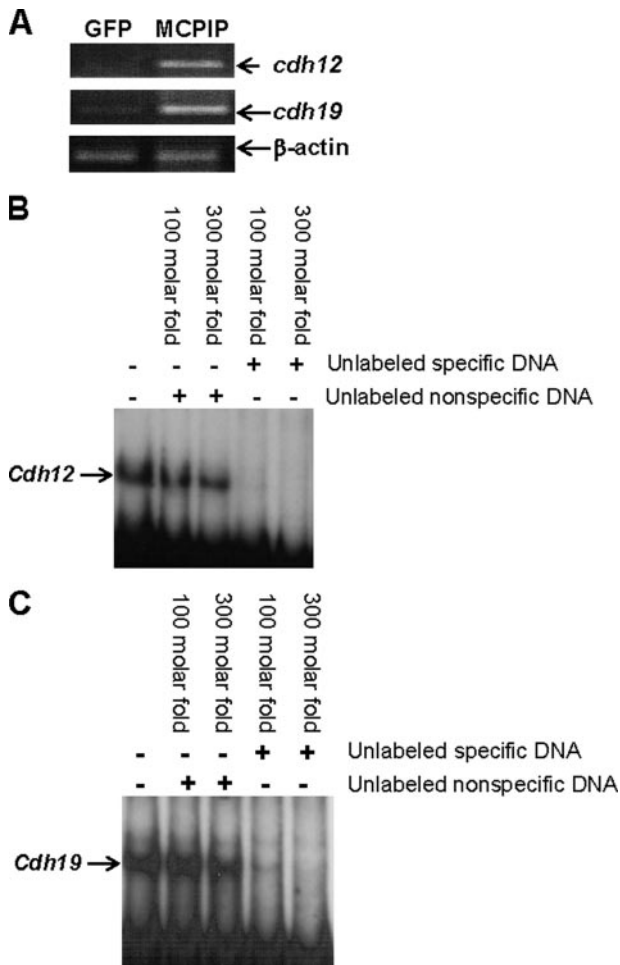 A
GFP MCPIP
cdh12
cdh19
β-actin
B
100 molar fold
300 molar fold
100 molar fold
300 molar fold
- - - + + Unlabeled specific DNA
- + + - - Unlabeled nonspecific DNA
Cdh12
C
100 molar fold
300 molar fold
100 molar fold
300 molar fold
- - - + + Unlabeled specific DNA
- + + - - Unlabeled nonspecific DNA
Cdh19